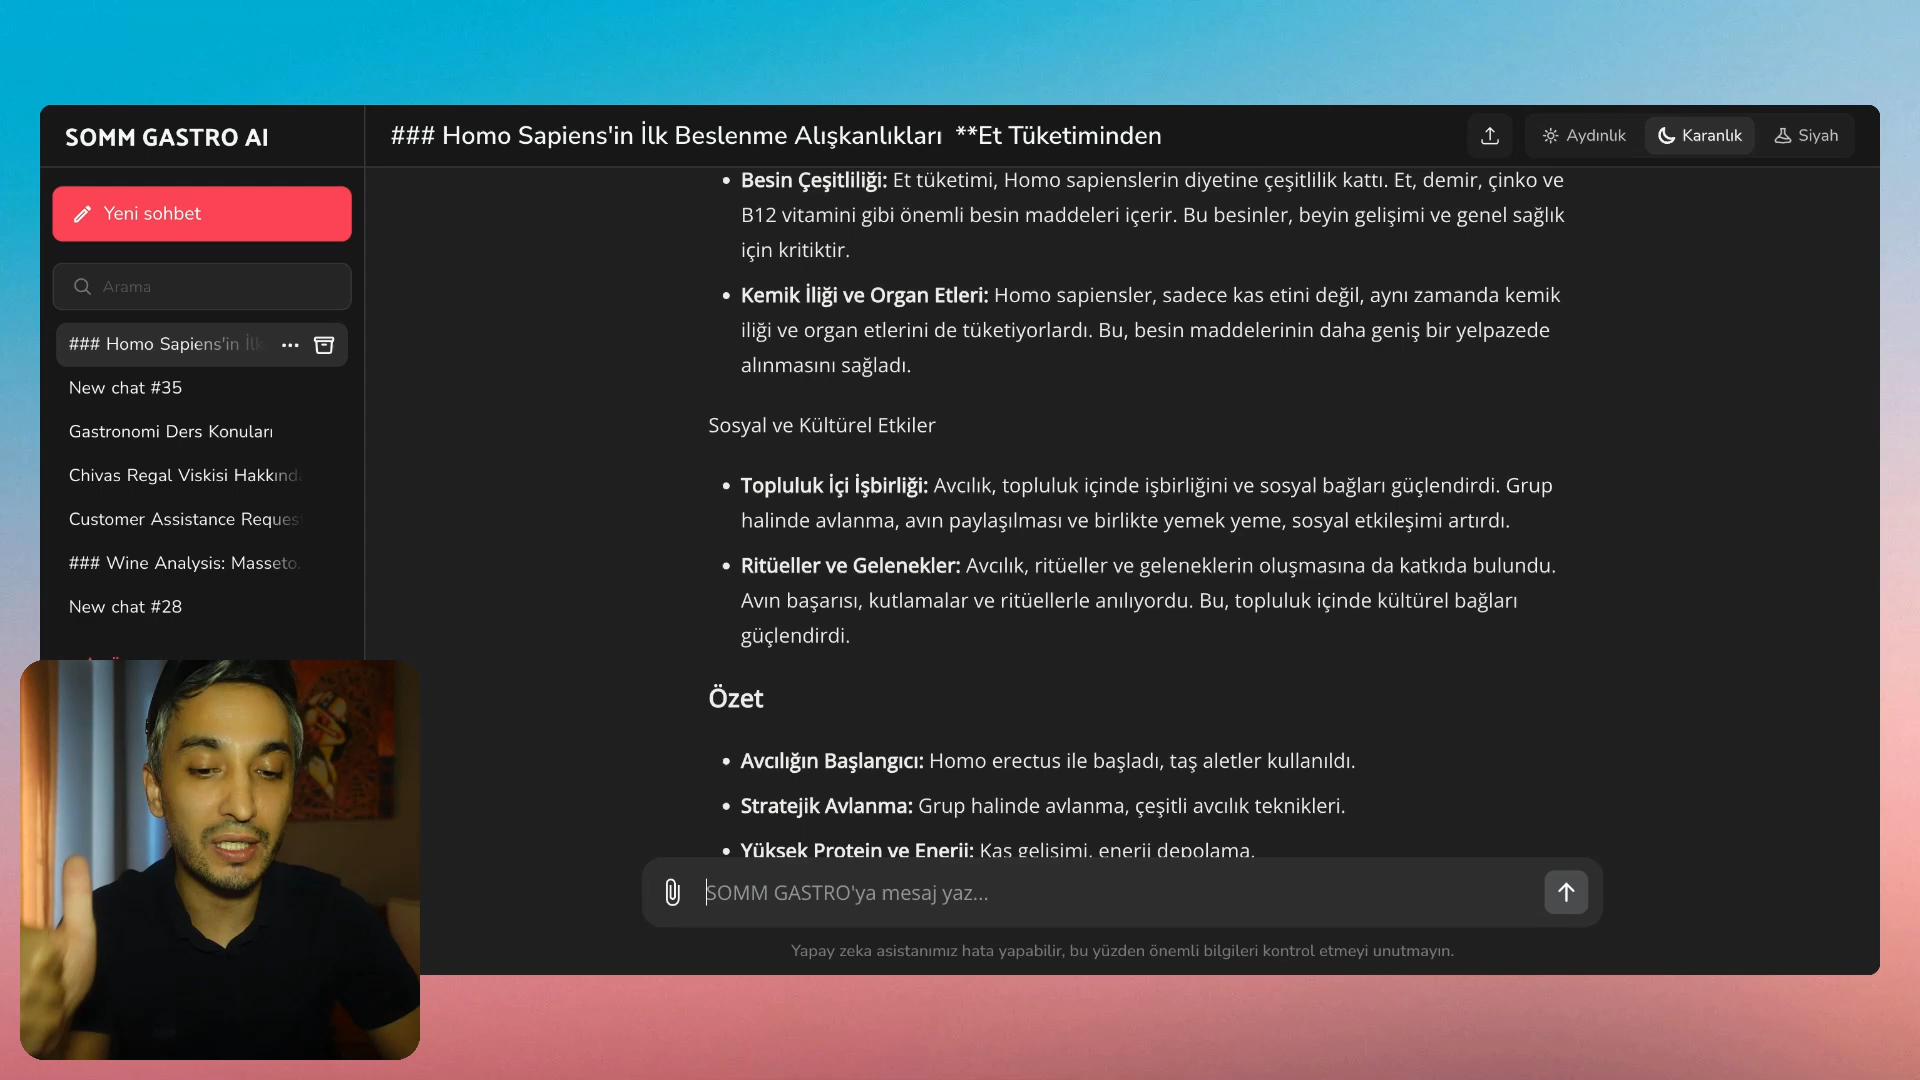 SOMM GASTRO AI
### Homo Sapiens'in İlk Beslenme Alışkanlıkları **Et Tüketiminden
Aydınlık
Karanlık
Siyah
Yeni sohbet
Arama
### Homo Sapiens'in İlk
New chat #35
Gastronomi Ders Konuları
Chivas Regal Viskisi Hakkında
Customer Assistance Request
### Wine Analysis: Masseto.
New chat #28
• Besin Çeşitliliği: Et tüketimi, Homo sapienslerin diyetine çeşitlilik kattı. Et, demir, çinko ve
B12 vitamini gibi önemli besin maddeleri içerir. Bu besinler, beyin gelişimi ve genel sağlık
için kritiktir.
• Kemik İliği ve Organ Etleri: Homo sapiensler, sadece kas etini değil, aynı zamanda kemik
iliği ve organ etlerini de tüketiyorlardı. Bu, besin maddelerinin daha geniş bir yelpazede
alınmasını sağladı.
Sosyal ve Kültürel Etkiler
• Topluluk İçi İşbirliği: Avcılık, topluluk içinde işbirliğini ve sosyal bağları güçlendirdi. Grup
halinde avlanma, avın paylaşılması ve birlikte yemek yeme, sosyal etkileşimi artırdı.
• Ritüeller ve Gelenekler: Avcılık, ritüeller ve geleneklerin oluşmasına da katkıda bulundu.
Avın başarısı, kutlamalar ve ritüellerle anılıyordu. Bu, topluluk içinde kültürel bağları
güçlendirdi.
Özet
• Avcılığın Başlangıcı: Homo erectus ile başladı, taş aletler kullanıldı.
• Stratejik Avlanma: Grup halinde avlanma, çeşitli avcılık teknikleri.
• Yüksek Protein ve Enerji: Kas gelişimi, enerji depolama.
SOMM GASTRO'ya mesaj yaz...
Yapay zeka asistanımız hata yapabilir, bu yüzden önemli bilgileri kontrol etmeyi unutmayın.